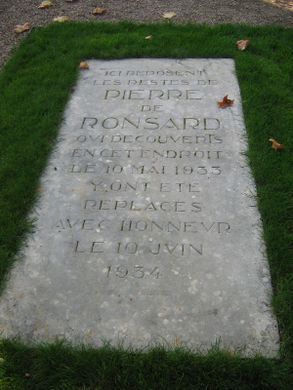 ICI REPOSENT
LES RESTES DE
PIERRE
DE
RONSARD
QVI DECOUVERTS
EN CET ENDROIT
LE 10 MAI 1933
Y ONT ETE
REPLACES
AVEC HONNEVR
LE 10 JVIN
1934